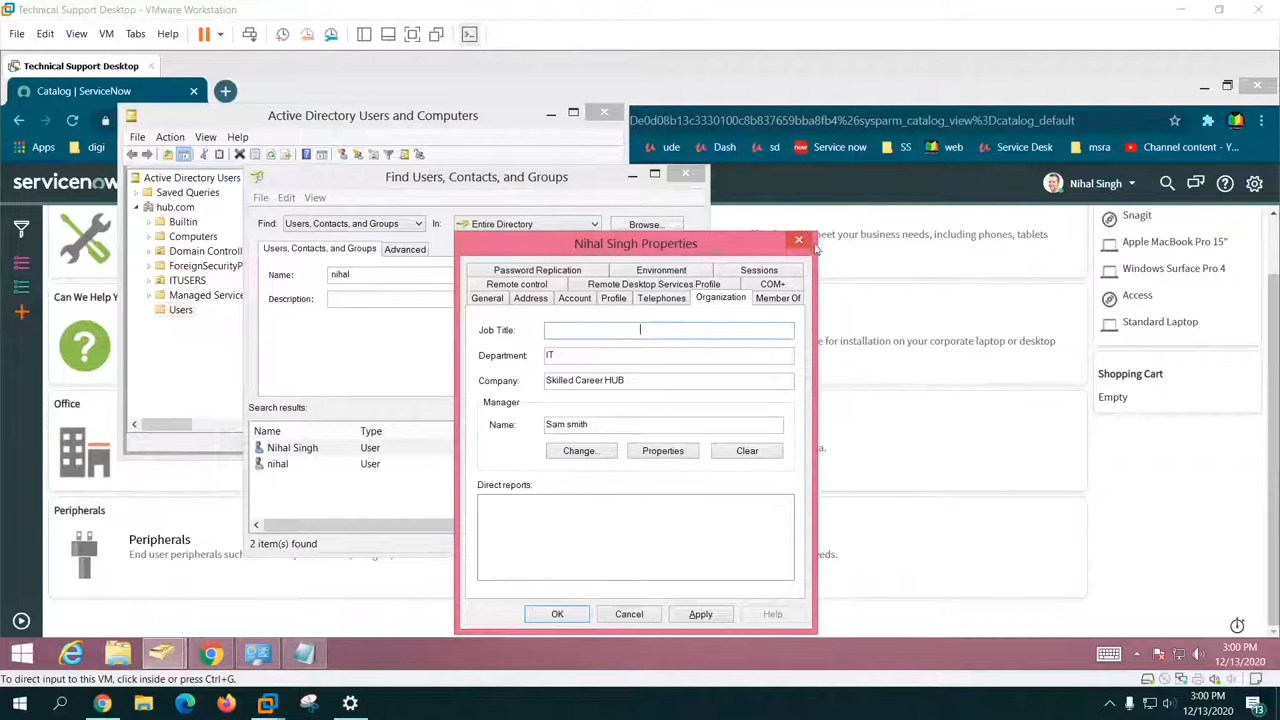 Technical Support Desktop - VMware Workstation
File Edit View VM Tabs Help
Technical Support Desktop
Catalog | ServiceNow
De0d08b13c3330100c8b837659bba8fb4%26sysparm_catalog_view%3Dcatalog_default
Apps digi ude Dash sd Service now SS web Service Desk msra Channel content - Y...
servicenow
Nihal Singh
Active Directory Users and Computers
File Action View Help
Active Directory Users
Saved Queries
hub.com
Builtin
Computers
Domain Controll
ForeignSecurityP
ITUSERS
Managed Service
Users
Find Users, Contacts, and Groups
File Edit View
Find: Users, Contacts, and Groups In: Entire Directory Browse...
Users, Contacts, and Groups Advanced
Name: nihal
Description:
Search results:
Name Type
Nihal Singh User
nihal User
2 item(s) found
Nihal Singh Properties
Password Replication Environment Sessions
Remote control Remote Desktop Services Profile COM+
General Address Account Profile Telephones Organization Member Of
Job Title:
Department: IT
Company: Skilled Career HUB
Manager
Name: Sam smith
Change... Properties Clear
Direct reports:
OK Cancel Apply Help
Can We Help Y
Office
Peripherals
Peripherals
End user peripherals suc
eet your business needs, including phones, tablets
e for installation on your corporate laptop or desktop
eeds.
Snagit
Apple MacBook Pro 15"
Windows Surface Pro 4
Access
Standard Laptop
Shopping Cart
Empty
3:00 PM
12/13/2020
To direct input to this VM, click inside or press Ctrl+G.
3:00 PM
12/13/2020
13